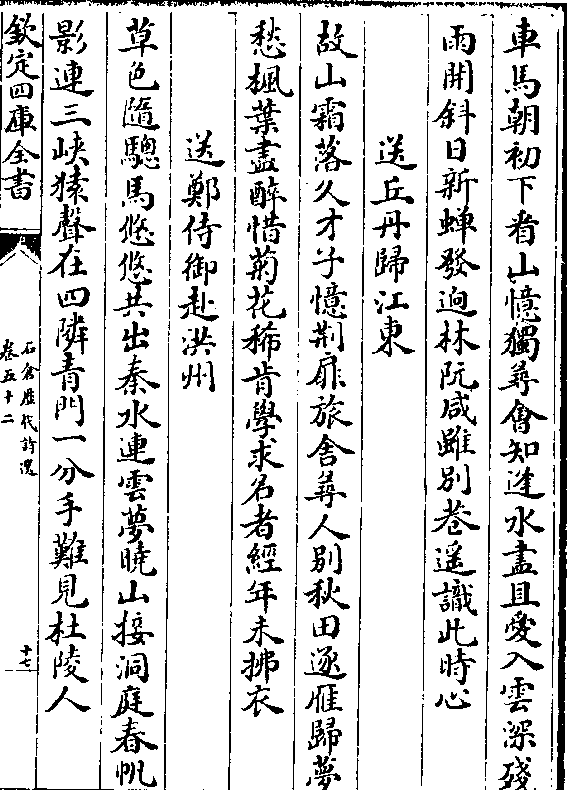 車馬朝初下看山憶獨尋會知逢水盡且愛入雲深殘
雨開斜日新蟬發逈林阮咸雖别巷遥識此時心
送丘丹歸江東
故山霜落久才子憶荆扉旅舍尋人别秋田逐雁歸夢
愁楓葉盡醉惜菊花稀肯學求名者經年未拂衣
送鄭侍御赴洪州
草色隨驄馬悠悠共出秦水連雲夢曉山接洞庭春帆
影連三峽猿聲在四隣青門一分手難見杜陵人
欽定四庫全書
石倉歴代詩選
卷五十二
十七